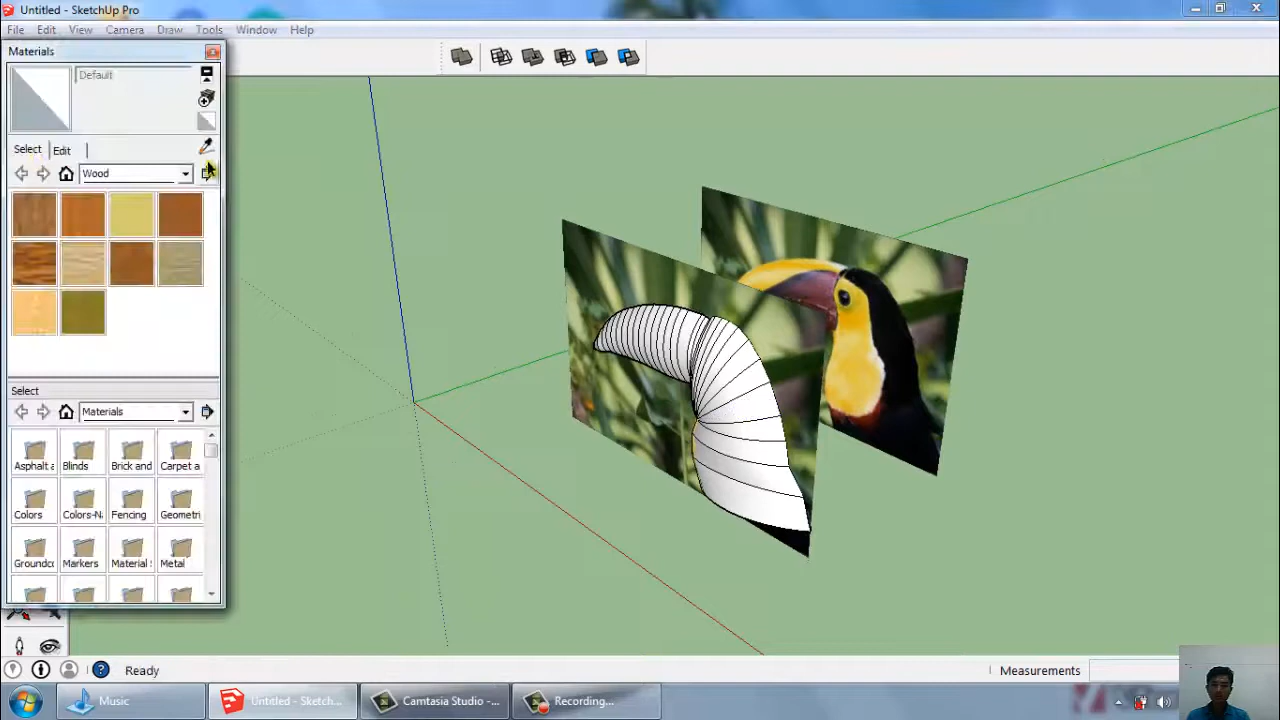 Untitled - SketchUp Pro
File Edit View Camera Draw Tools Window Help
Materials
Default
Select Edit
Wood
Select
Materials
Asphalt a Blinds Brick and Carpet a
Colors Colors-N Fencing Geometri
Groundco Markers Material Metal
Ready
Measurements
Music Untitled - Sketch... Camtasia Studio -... Recording...